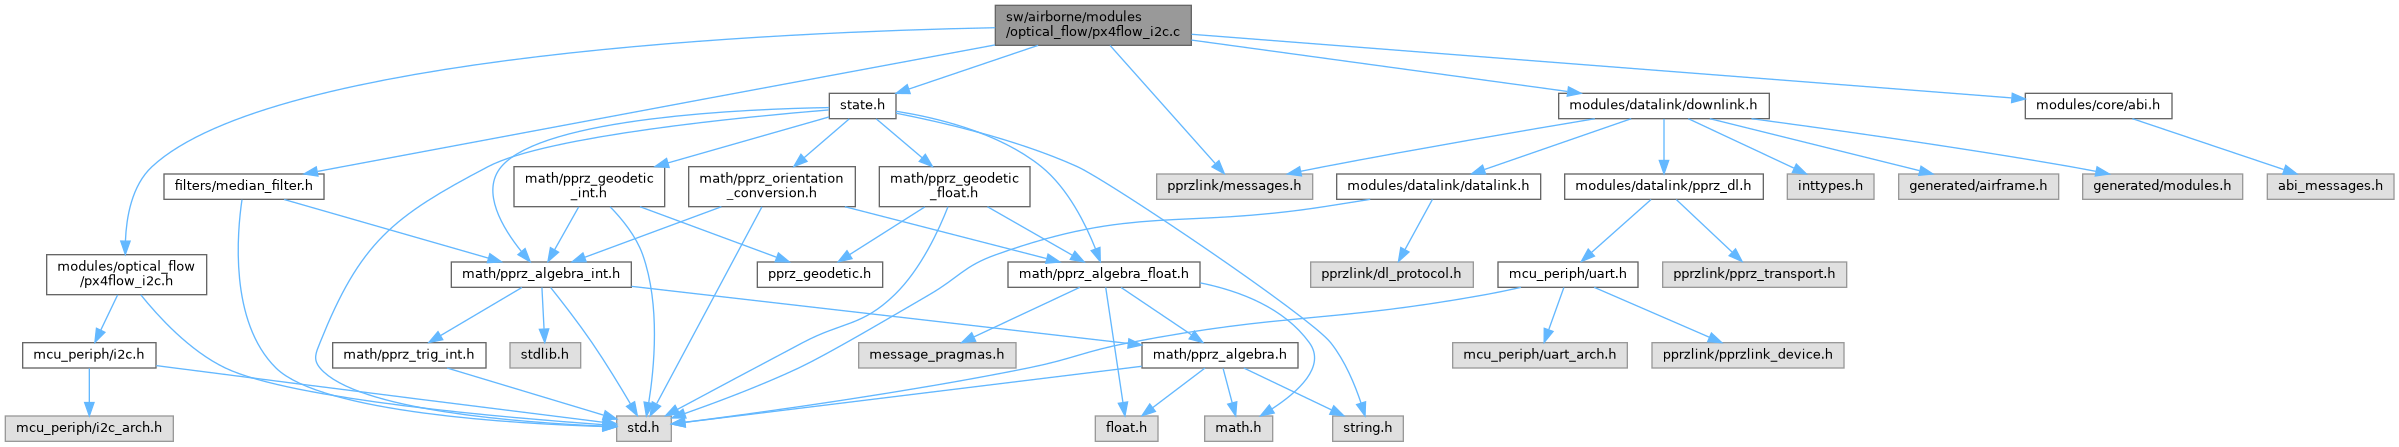 sw/airborne/modules
/optical_flow/px4flow_i2c.c
state.h
modules/datalink/downlink.h
modules/core/abi.h
filters/median_filter.h
math/pprz_geodetic
_int.h
math/pprz_orientation
_conversion.h
math/pprz_geodetic
_float.h
pprzlink/messages.h
modules/datalink/datalink.h
modules/datalink/pprz_dl.h
inttypes.h
generated/airframe.h
generated/modules.h
abi_messages.h
modules/optical_flow
/px4flow_i2c.h
math/pprz_algebra_int.h
pprz_geodetic.h
math/pprz_algebra_float.h
pprzlink/dl_protocol.h
mcu_periph/uart.h
pprzlink/pprz_transport.h
mcu_periph/i2c.h
math/pprz_trig_int.h
stdlib.h
message_pragmas.h
math/pprz_algebra.h
mcu_periph/uart_arch.h
pprzlink/pprzlink_device.h
mcu_periph/i2c_arch.h
std.h
float.h
math.h
string.h